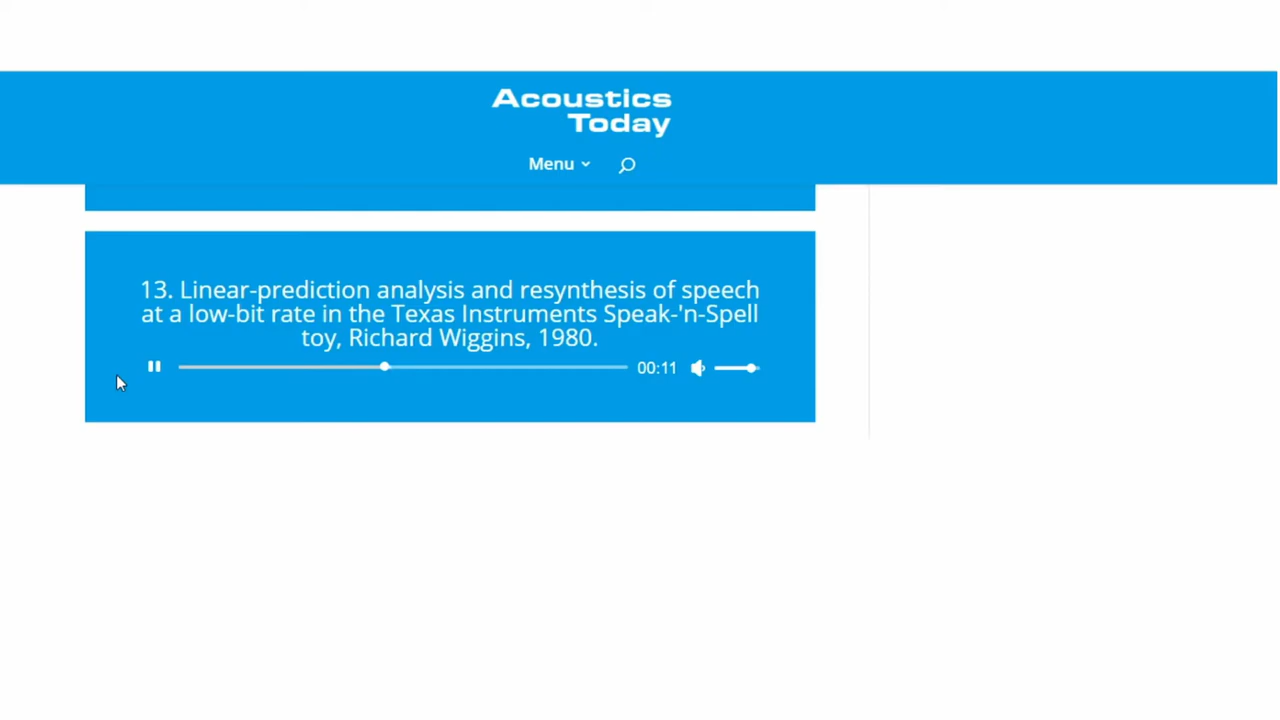 Acoustics
Today
Menu
13. Linear-prediction analysis and resynthesis of speech
at a low-bit rate in the Texas Instruments Speak-'n-Spell
toy, Richard Wiggins, 1980.
00:11